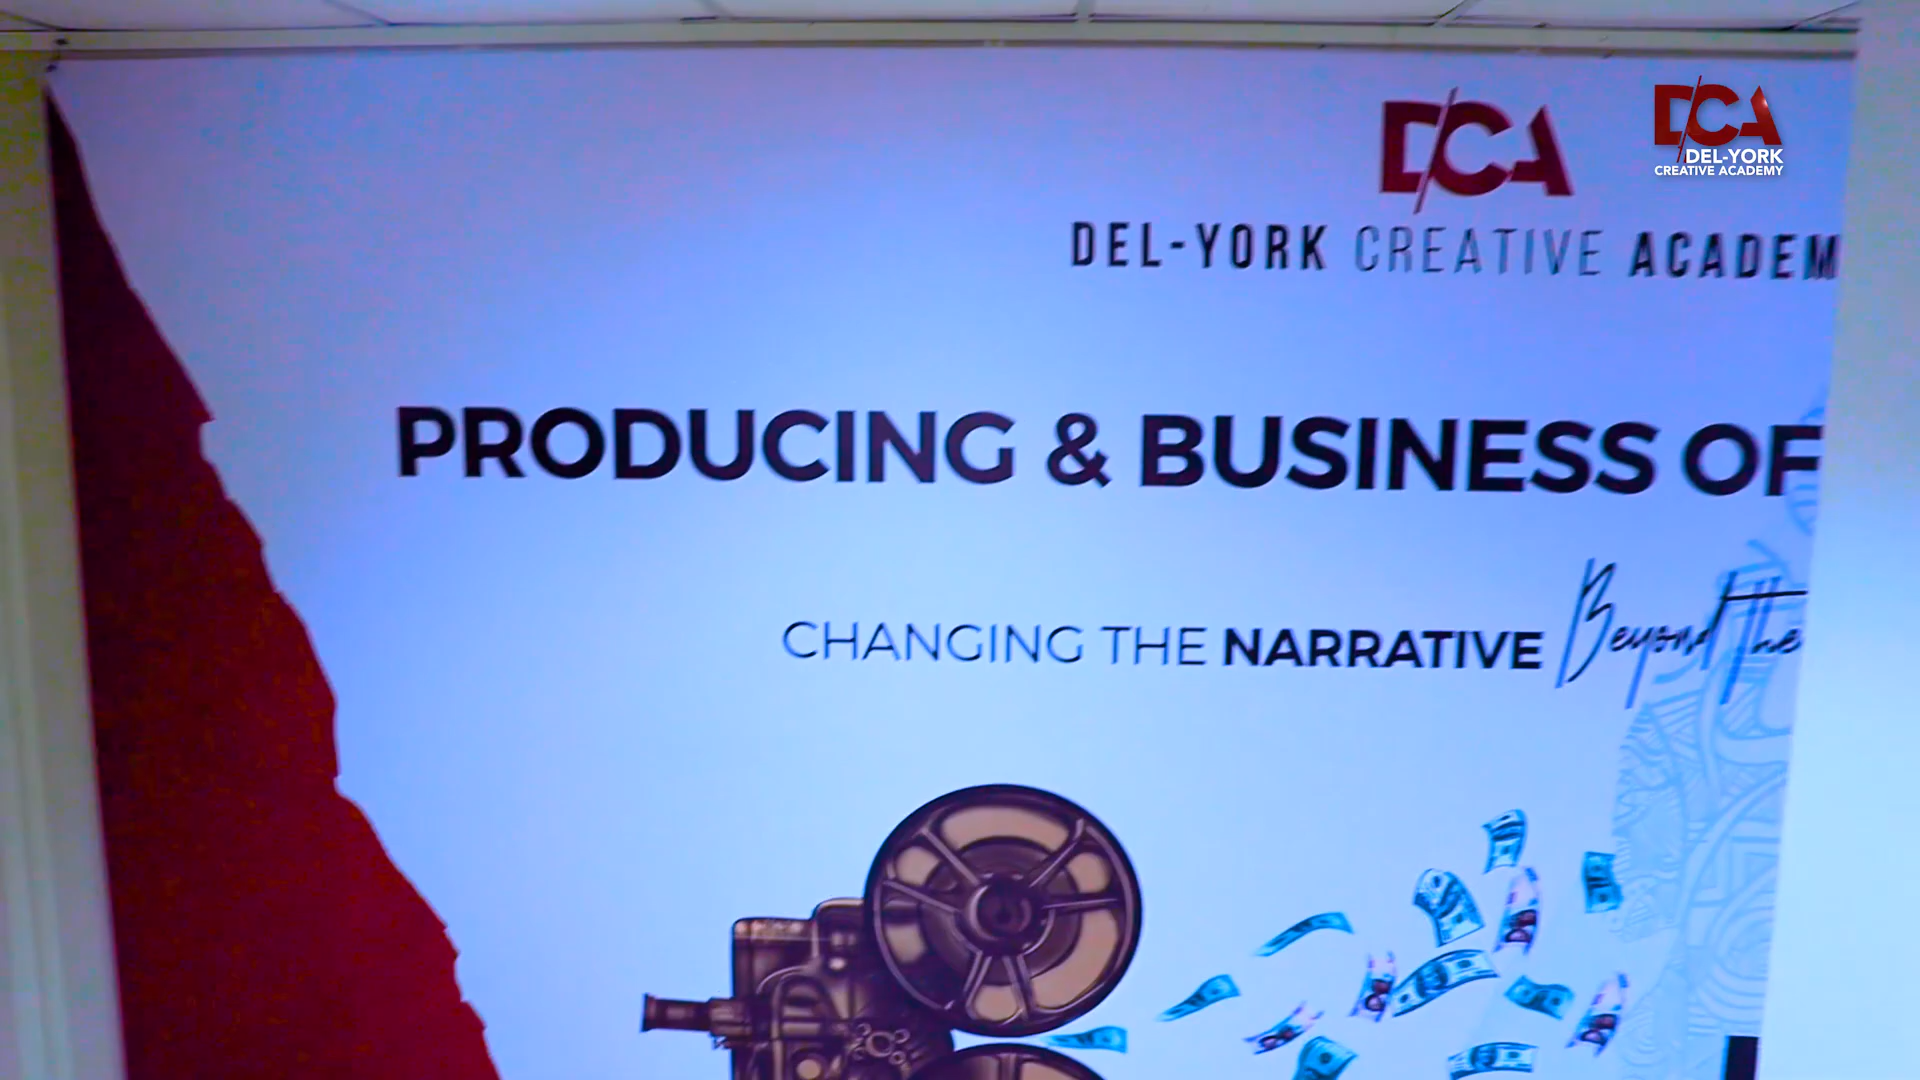 DCA
DEL-YORK CREATIVE ACADEM
DCA
DEL-YORK
CREATIVE ACADEMY
PRODUCING & BUSINESS OF
CHANGING THE NARRATIVE Beyond the